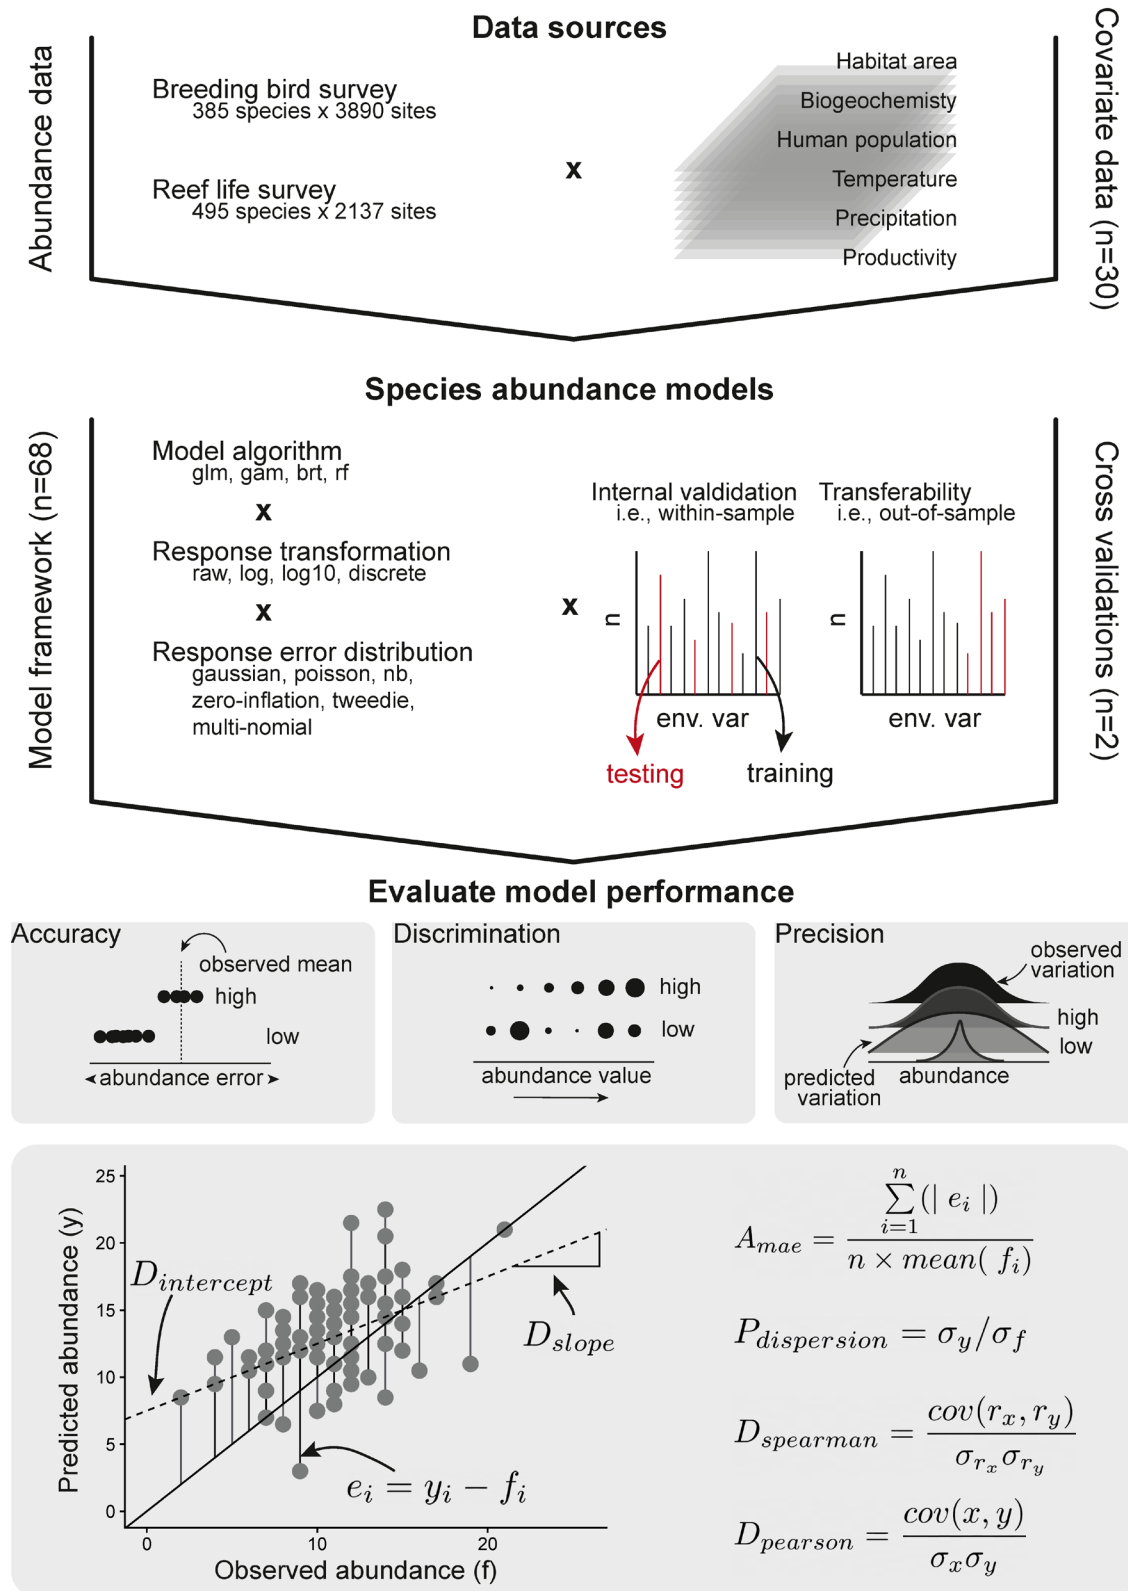 Data sources
Abundance data
Breeding bird survey
385 species x 3890 sites
Reef life survey
495 species x 2137 sites
x
Habitat area
Biogeochemisty
Human population
Temperature
Precipitation
Productivity
Covariate data (n=30)
Species abundance models
Model framework (n=68)
Model algorithm
glm, gam, brt, rf
x
Response transformation
raw, log, log10, discrete
x
Response error distribution
gaussian, poisson, nb,
zero-inflation, tweedie,
multi-nomial
x
Internal valdidation
i.e., within-sample
n
env. var
testing
training
Transferability
i.e., out-of-sample
n
env. var
Cross validations (n=2)
Evaluate model performance
Accuracy
observed mean
high
low
abundance error
Discrimination
high
low
abundance value
Precision
observed
variation
high
low
predicted
variation
abundance
Predicted abundance (y)
25
20
15
10
5
0
0 10 20
Observed abundance (f)
D_intercept
D_slope
e_i = y_i − f_i
A_mae = ∑_{i=1}^{n} (| e_i |) / n × mean( f_i)
P_dispersion = σ_y/σ_f
D_spearman = cov(r_x, r_y) / σ_{r_x} σ_{r_y}
D_pearson = cov(x, y) / σ_x σ_y